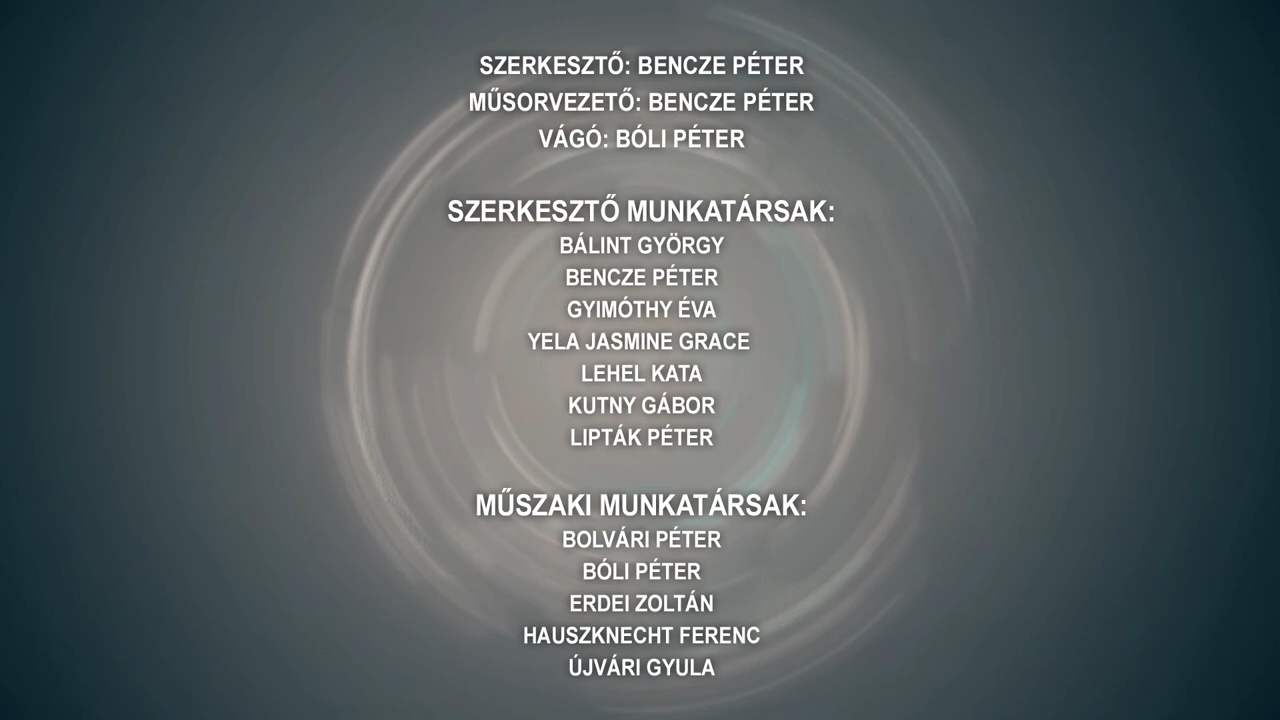 SZERKESZTŐ: BENCZE PÉTER
MŰSORVEZETŐ: BENCZE PÉTER
VÁGÓ: BÓLI PÉTER
SZERKESZTŐ MUNKATÁRSAK:
BÁLINT GYÖRGY
BENCZE PÉTER
GYIMÓTHY ÉVA
YELA JASMINE GRACE
LEHEL KATA
KUTNY GÁBOR
LIPTÁK PÉTER
MŰSZAKI MUNKATÁRSAK:
BOLVÁRI PÉTER
BÓLI PÉTER
ERDEI ZOLTÁN
HAUSZKNECHT FERENC
ÚJVÁRI GYULA